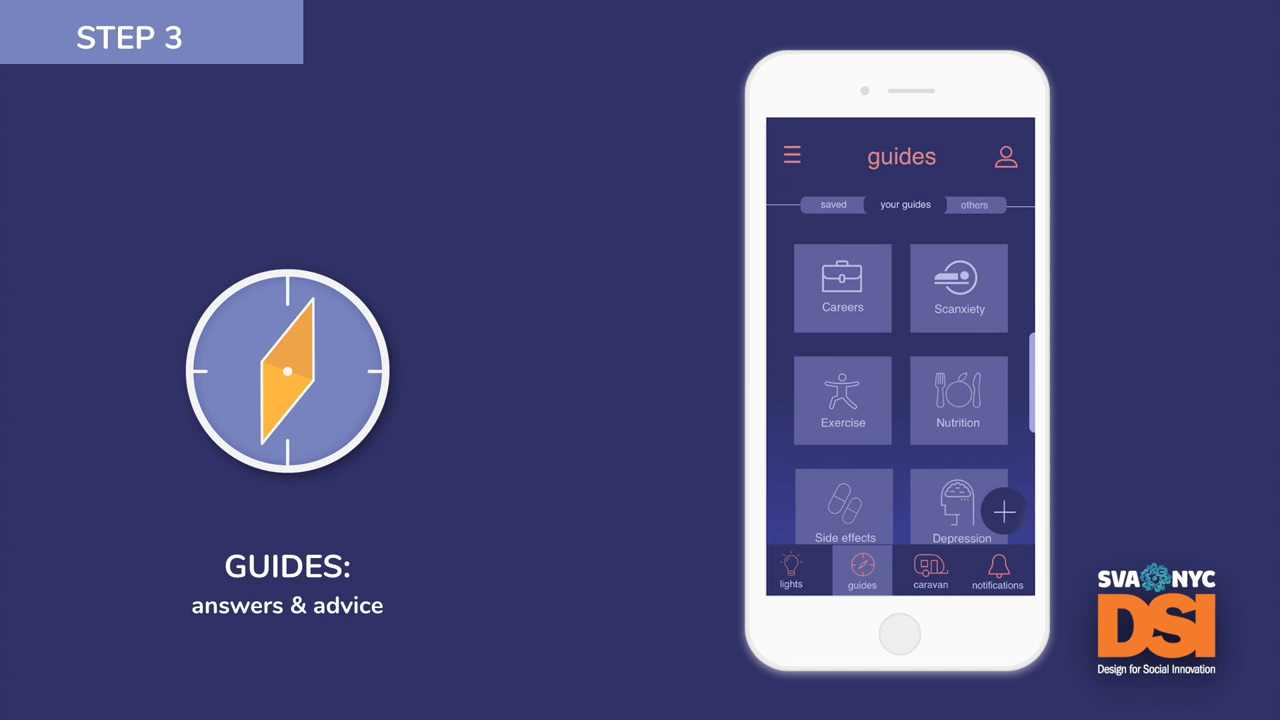 STEP 3
GUIDES:
answers & advice
guides
saved your guides others
Careers Scanxiety
Exercise Nutrition
Side effects Depression
lights guides caravan notifications
SVA NYC
DSI
Design for Social Innovation